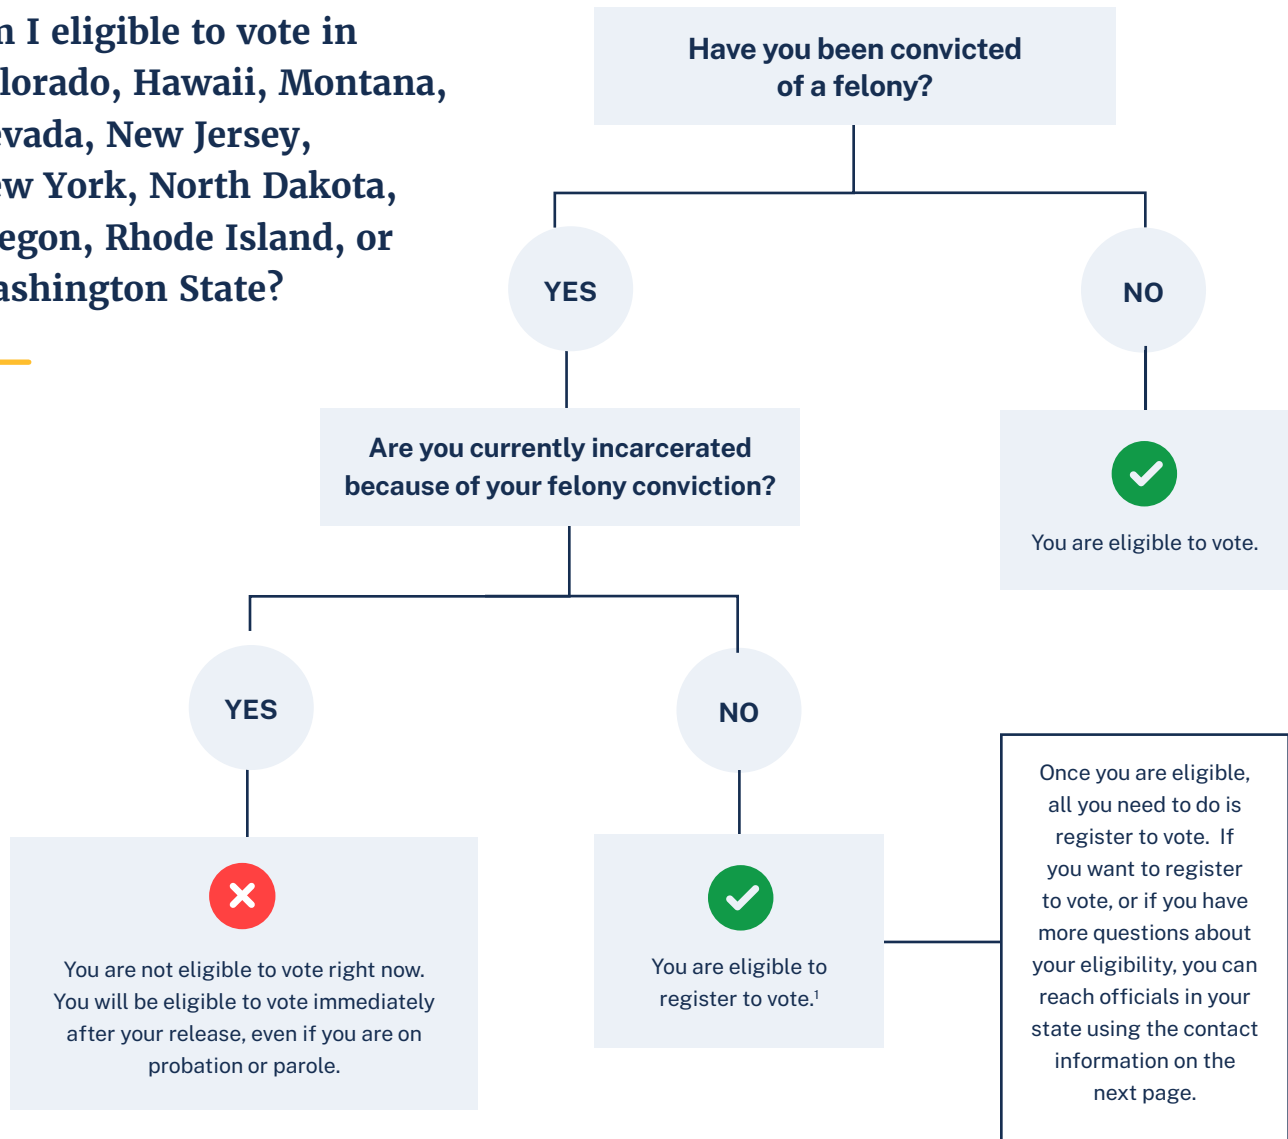 n I eligible to vote in
lorado, Hawaii, Montana,
evada, New Jersey,
ew York, North Dakota,
egon, Rhode Island, or
ashington State?
Have you been convicted
of a felony?
YES
NO
Are you currently incarcerated
because of your felony conviction?
You are eligible to vote.
YES
NO
You are not eligible to vote right now.
You will be eligible to vote immediately
after your release, even if you are on
probation or parole.
You are eligible to
register to vote.¹
Once you are eligible,
all you need to do is
register to vote.  If
you want to register
to vote, or if you have
more questions about
your eligibility, you can
reach officials in your
state using the contact
information on the
next page.